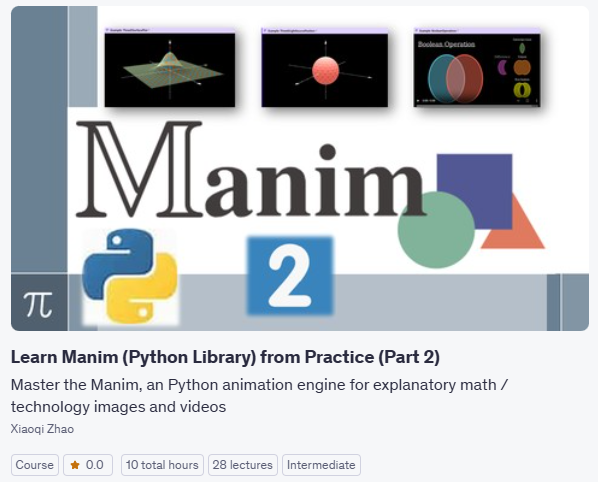 Boolean Operation
Manim
2
π
Learn Manim (Python Library) from Practice (Part 2)
Master the Manim, an Python animation engine for explanatory math /
technology images and videos
Xiaoqi Zhao
Course
0.0
10 total hours
28 lectures
Intermediate